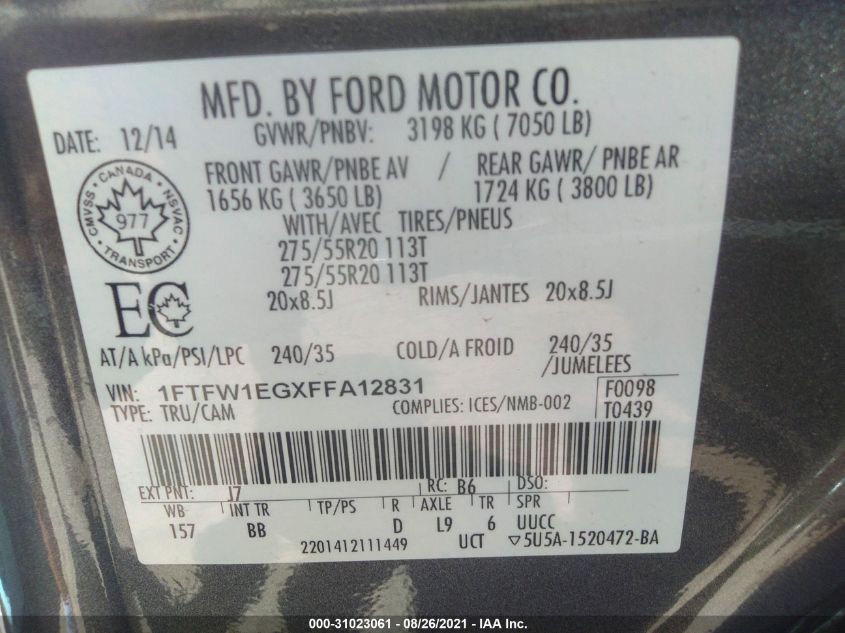 MFD. BY FORD MOTOR CO.
DATE: 12/14 GVWR/PNBV: 3198 KG ( 7050 LB)
FRONT GAWR/PNBE AV / REAR GAWR/ PNBE AR
1656 KG ( 3650 LB) 1724 KG ( 3800 LB)
CMVSS • CANADA • NSVAC
977
TRANSPORT
WITH/AVEC TIRES/PNEUS
275/55R20 113T
275/55R20 113T
EC
20x8.5J RIMS/JANTES 20x8.5J
AT/A kPa/PSI/LPC 240/35 COLD/A FROID 240/35
/JUMELEES
VIN: 1FTFW1EGXFFA12831 F0098
TYPE: TRU/CAM COMPLIES: ICES/NMB-002 T0439
EXT PNT: J7 RC: B6 DSO:
WB INT TR TP/PS R AXLE TR SPR
157 BB D L9 6 UUCC
2201412111449 UCT ▽5U5A-1520472-BA
000-31023061 - 08/26/2021 - IAA Inc.